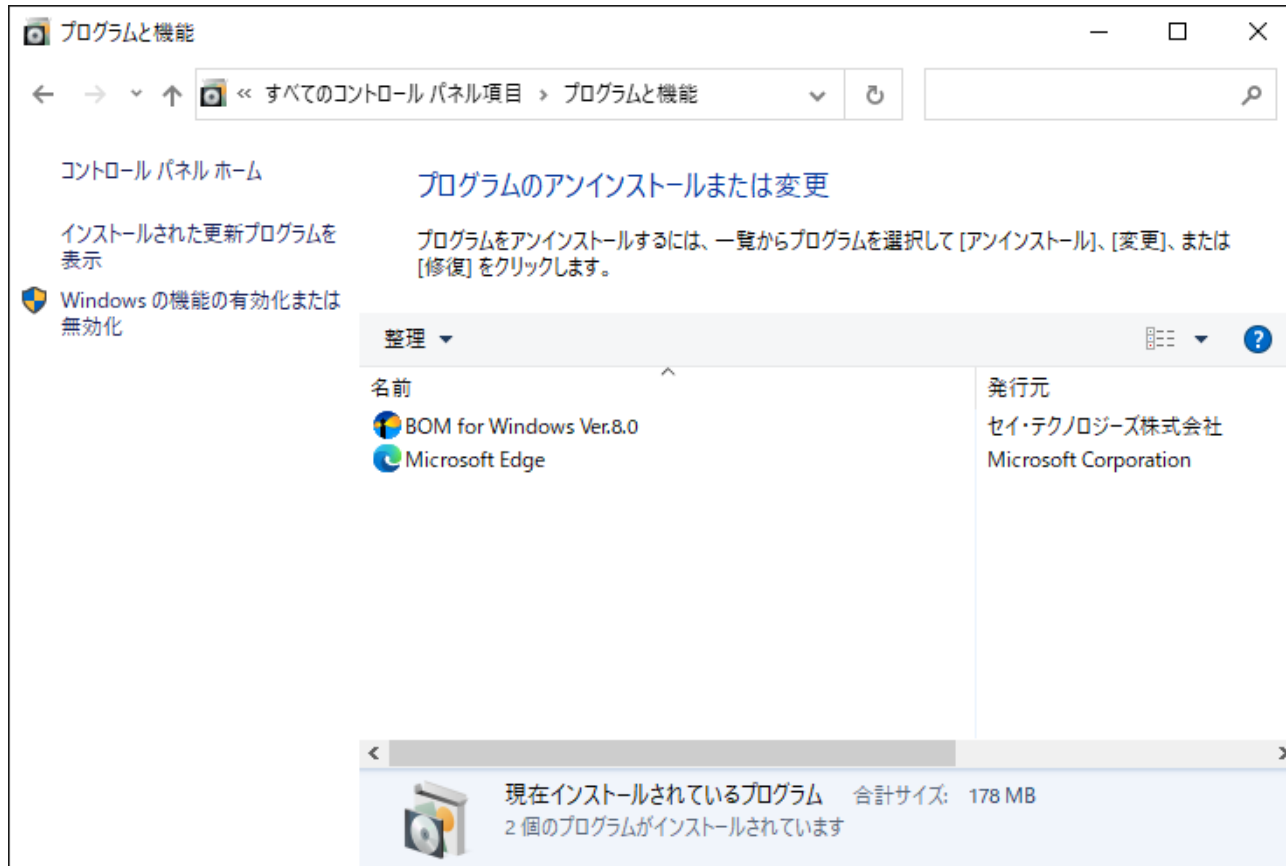 プログラムと機能
« すべてのコントロール パネル項目 › プログラムと機能
コントロール パネル ホーム
インストールされた更新プログラムを
表示
Windows の機能の有効化または
無効化
プログラムのアンインストールまたは変更
プログラムをアンインストールするには、一覧からプログラムを選択して [アンインストール]、[変更]、または
[修復] をクリックします。
整理
名前 発行元
BOM for Windows Ver.8.0 セイ・テクノロジーズ株式会社
Microsoft Edge Microsoft Corporation
現在インストールされているプログラム 合計サイズ: 178 MB
2 個のプログラムがインストールされています